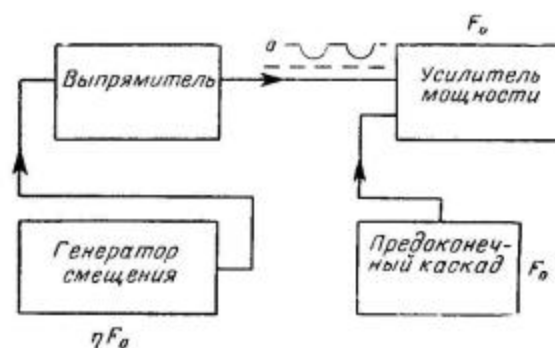 F₀
a
Выпрямитель
Усилитель
мощности
Генератор
смещения
Предоконеч-
ный каскад
F₀
ηF₀